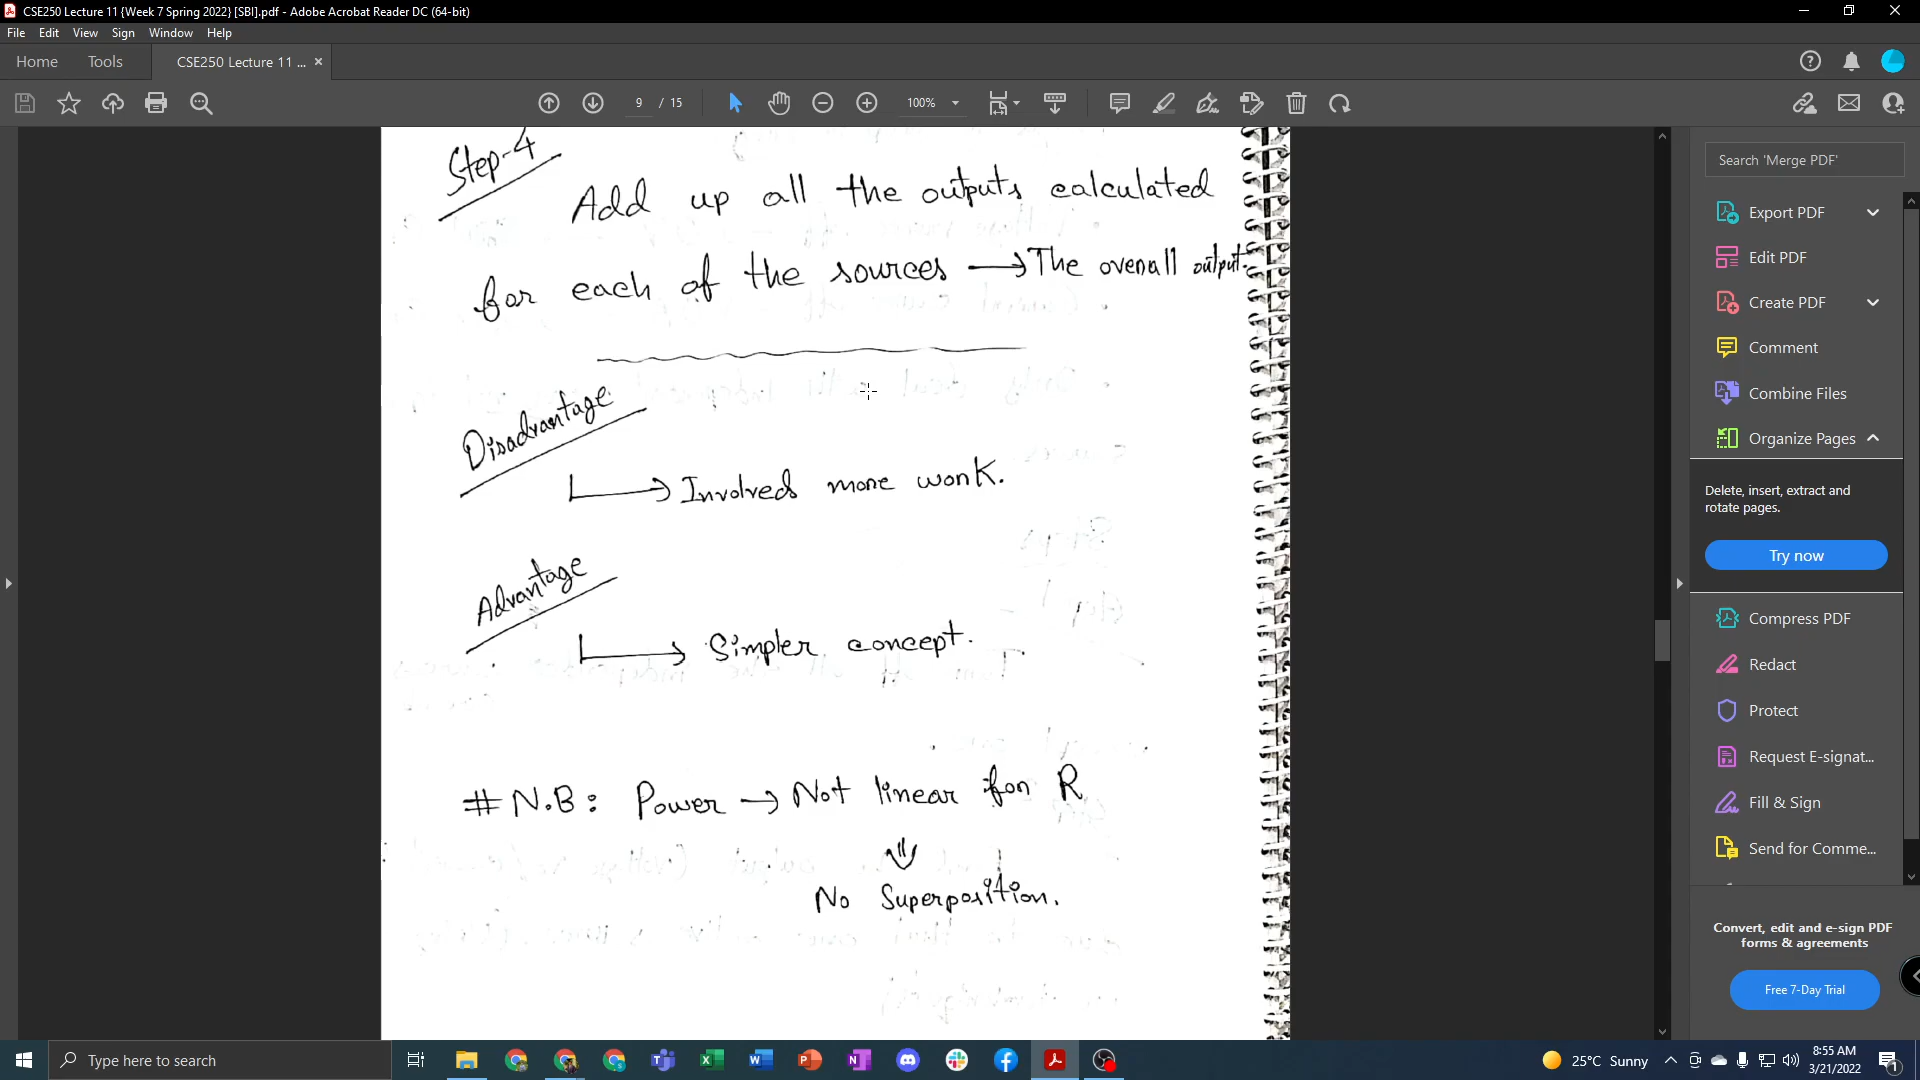 CSE250 Lecture 11 {Week 7 Spring 2022} [SBI].pdf - Adobe Acrobat Reader DC (64-bit)
File Edit View Sign Window Help
Home Tools CSE250 Lecture 11 ... ×
9 / 15 100%
Step-4
Add up all the outputs calculated
for each of the sources → The overall output.
Disadvantage
Involves more work.
Advantage
→ Simpler concept.
# N.B: Power → Not linear for R
⇓
No Superposition.
Search 'Merge PDF'
Export PDF
Edit PDF
Create PDF
Comment
Combine Files
Organize Pages
Delete, insert, extract and
rotate pages.
Try now
Compress PDF
Redact
Protect
Request E-signat...
Fill & Sign
Send for Comme...
Convert, edit and e-sign PDF
forms & agreements
Free 7-Day Trial
Type here to search
25°C Sunny
8:55 AM
3/21/2022
1